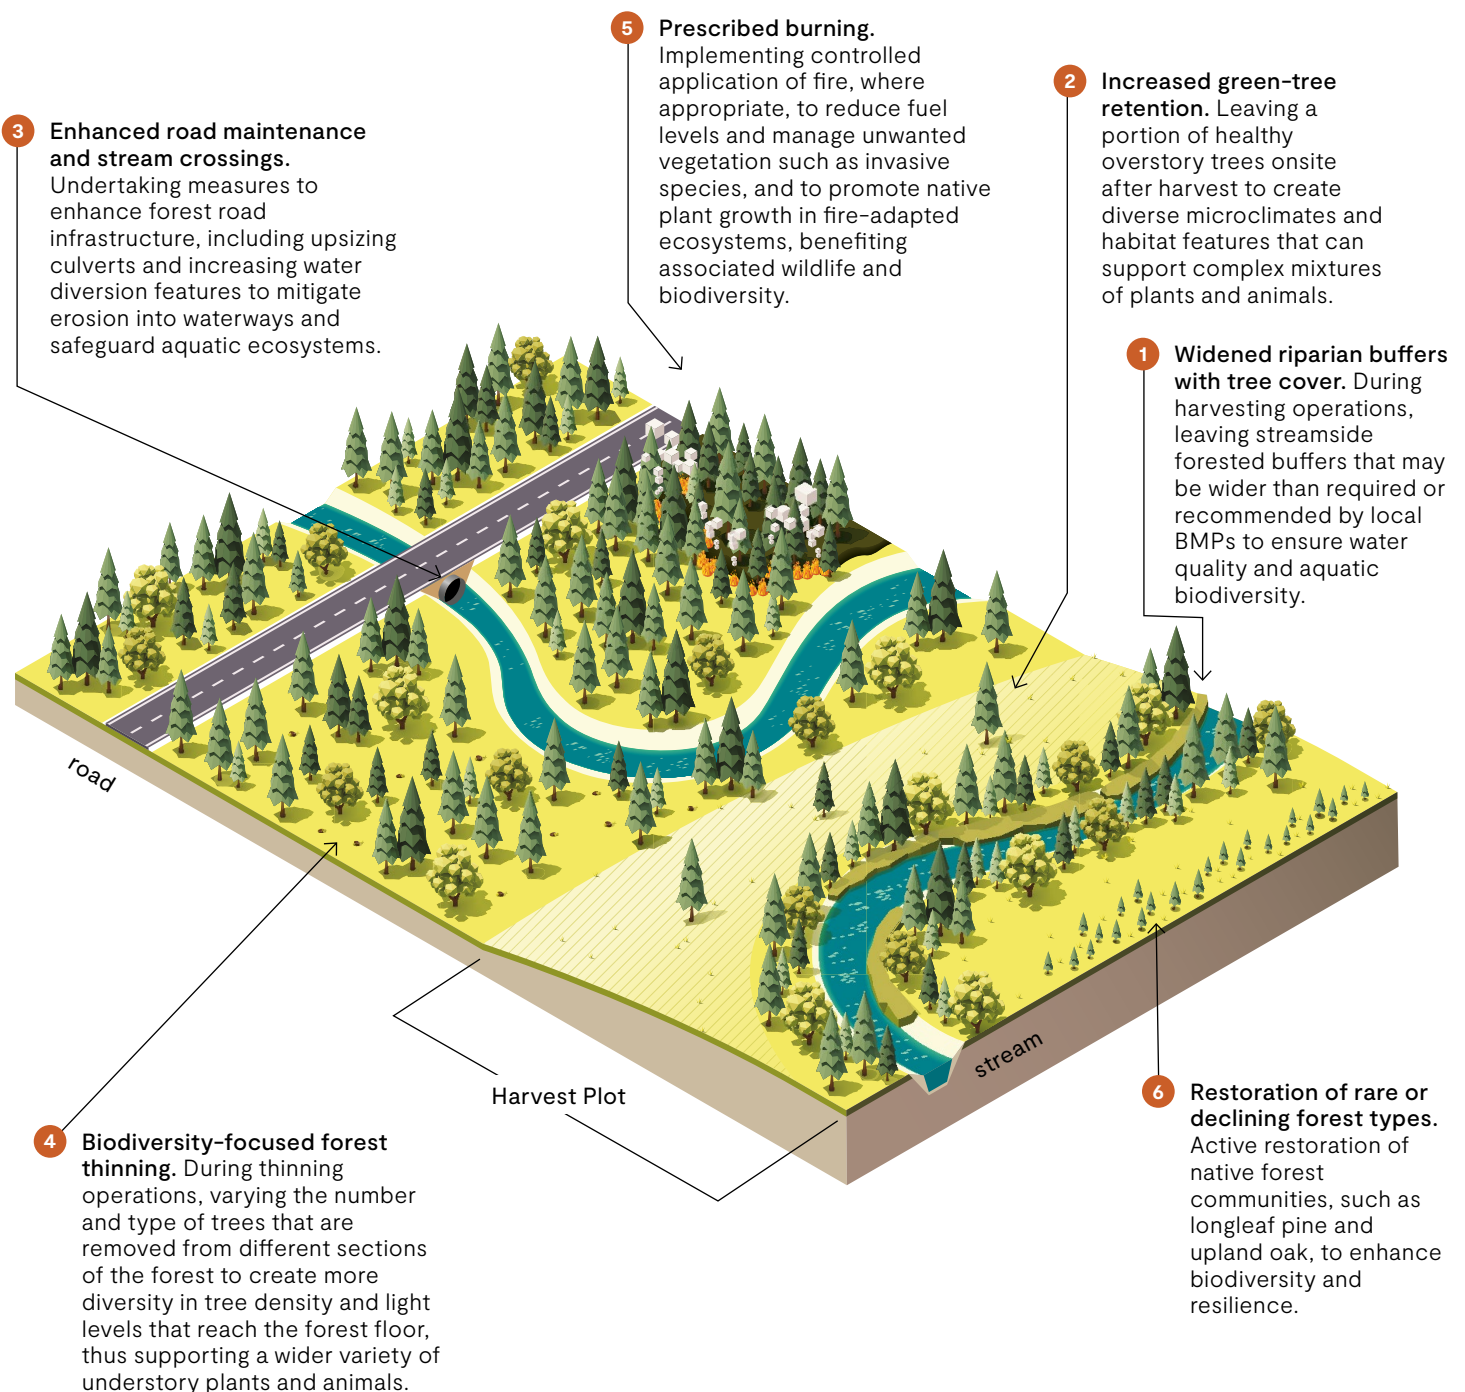 5
Prescribed burning.
Implementing controlled
application of fire, where
appropriate, to reduce fuel
levels and manage unwanted
vegetation such as invasive
species, and to promote native
plant growth in fire-adapted
ecosystems, benefiting
associated wildlife and
biodiversity.
2
Increased green-tree
retention. Leaving a
portion of healthy
overstory trees onsite
after harvest to create
diverse microclimates and
habitat features that can
support complex mixtures
of plants and animals.
3
Enhanced road maintenance
and stream crossings.
Undertaking measures to
enhance forest road
infrastructure, including upsizing
culverts and increasing water
diversion features to mitigate
erosion into waterways and
safeguard aquatic ecosystems.
1
Widened riparian buffers
with tree cover. During
harvesting operations,
leaving streamside
forested buffers that may
be wider than required or
recommended by local
BMPs to ensure water
quality and aquatic
biodiversity.
road
stream
Harvest Plot
4
Biodiversity-focused forest
thinning. During thinning
operations, varying the number
and type of trees that are
removed from different sections
of the forest to create more
diversity in tree density and light
levels that reach the forest floor,
thus supporting a wider variety of
understory plants and animals.
6
Restoration of rare or
declining forest types.
Active restoration of
native forest
communities, such as
longleaf pine and
upland oak, to enhance
biodiversity and
resilience.